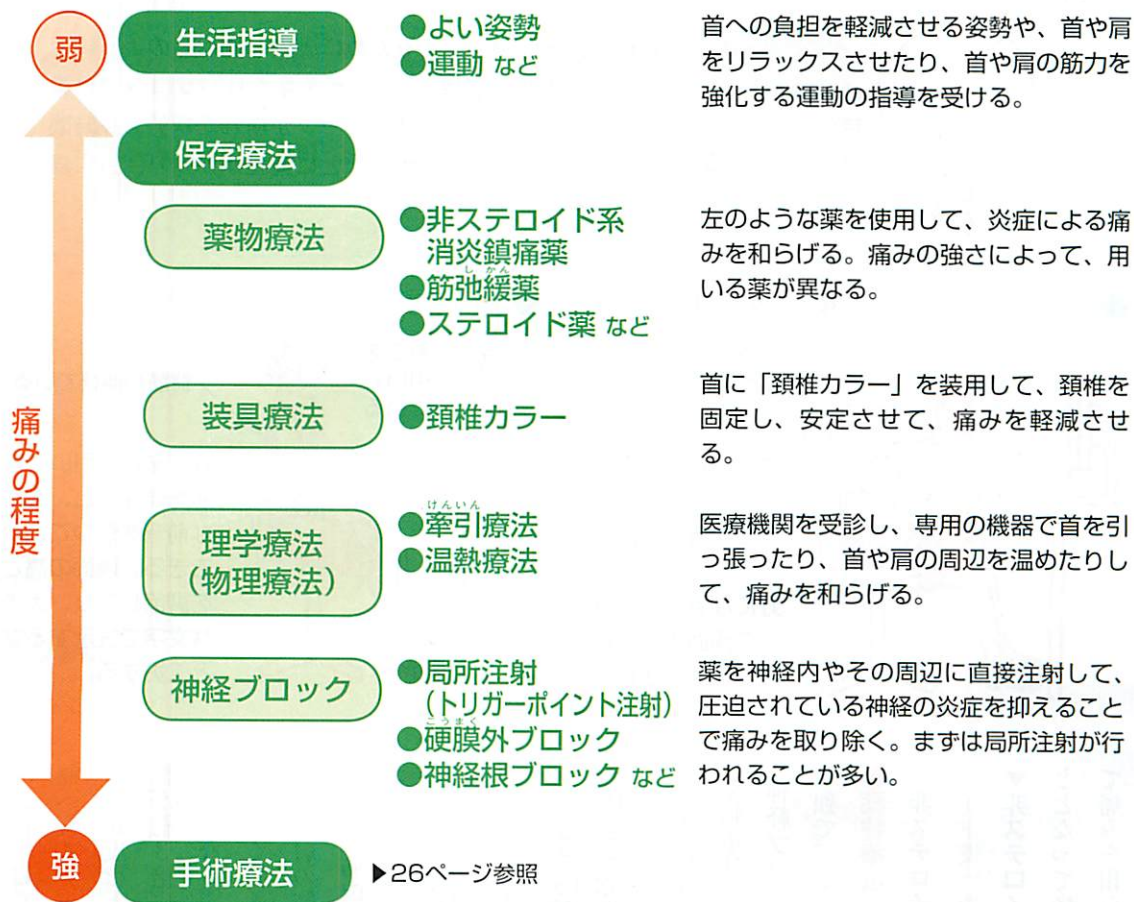 弱
生活指導
●よい姿勢
●運動 など
首への負担を軽減させる姿勢や、首や肩
をリラックスさせたり、首や肩の筋力を
強化する運動の指導を受ける。
保存療法
薬物療法
●非ステロイド系
消炎鎮痛薬
しかん
●筋弛緩薬
●ステロイド薬 など
左のような薬を使用して、炎症による痛
みを和らげる。痛みの強さによって、用
いる薬が異なる。
装具療法
●頚椎カラー
首に「頚椎カラー」を装用して、頚椎を
固定し、安定させて、痛みを軽減させ
る。
痛みの程度
理学療法
（物理療法）
けんいん
●牽引療法
●温熱療法
医療機関を受診し、専用の機器で首を引
っ張ったり、首や肩の周辺を温めたりし
て、痛みを和らげる。
神経ブロック
●局所注射
（トリガーポイント注射）
こうまく
●硬膜外ブロック
●神経根ブロック など
薬を神経内やその周辺に直接注射して、
圧迫されている神経の炎症を抑えること
で痛みを取り除く。まずは局所注射が行
われることが多い。
強
手術療法
▶26ページ参照